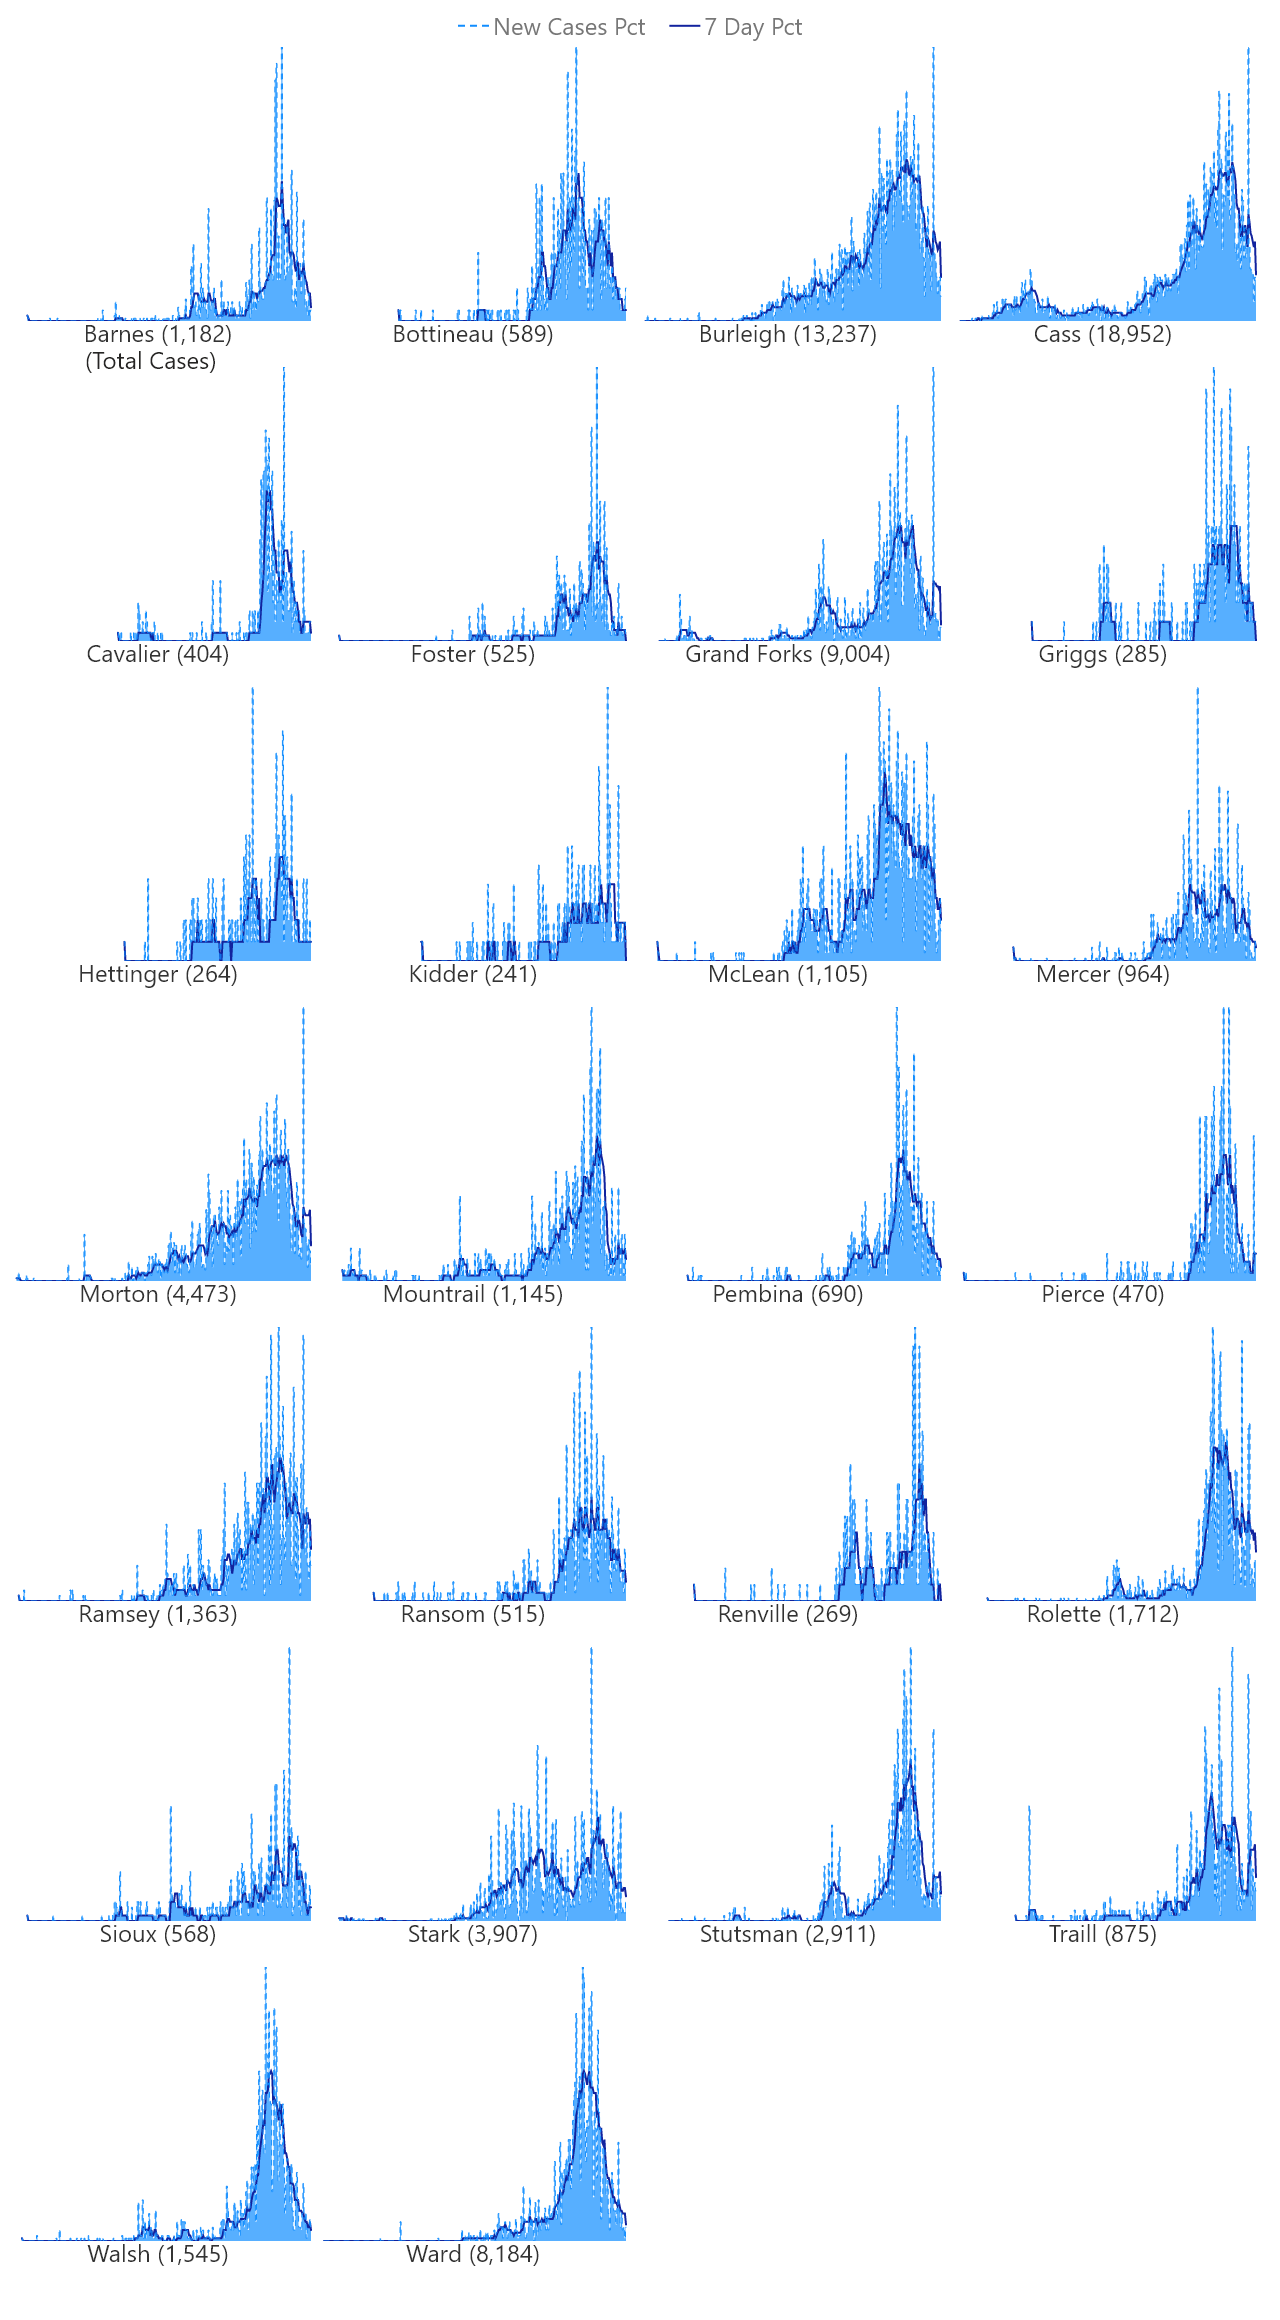 New Cases Pct 7 Day Pct
Barnes (1,182) Bottineau (589) Burleigh (13,237) Cass (18,952)
(Total Cases)
Cavalier (404) Foster (525) Grand Forks (9,004) Griggs (285)
Hettinger (264) Kidder (241) McLean (1,105) Mercer (964)
Morton (4,473) Mountrail (1,145) Pembina (690) Pierce (470)
Ramsey (1,363) Ransom (515) Renville (269) Rolette (1,712)
Sioux (568) Stark (3,907) Stutsman (2,911) Traill (875)
Walsh (1,545) Ward (8,184)